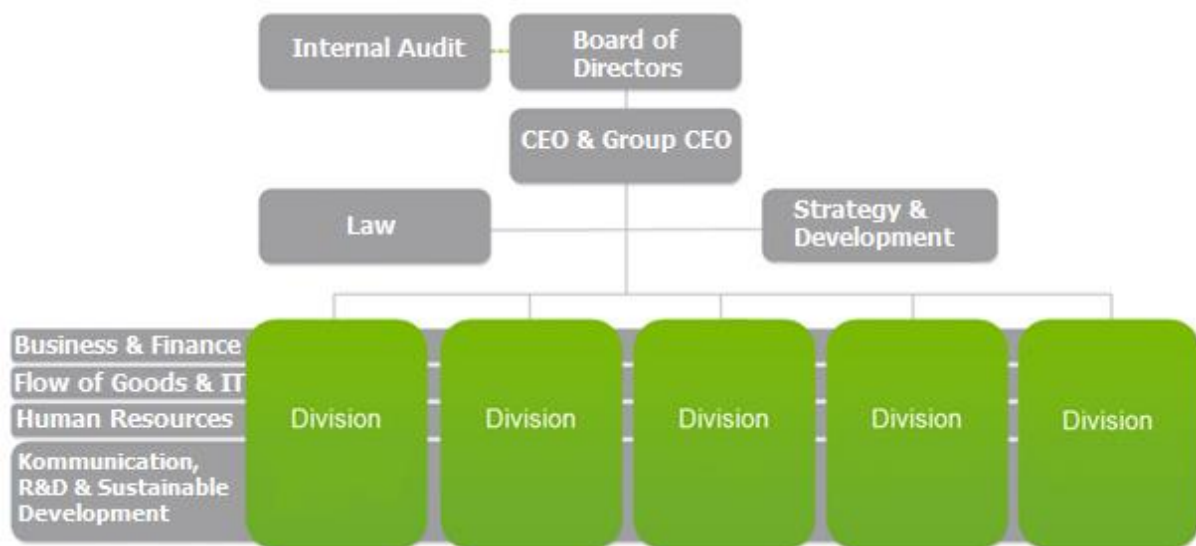 Internal Audit
Board of
Directors
CEO & Group CEO
Law
Strategy &
Development
Business & Finance
Flow of Goods & IT
Human Resources
Kommunication,
R&D & Sustainable
Development
Division
Division
Division
Division
Division